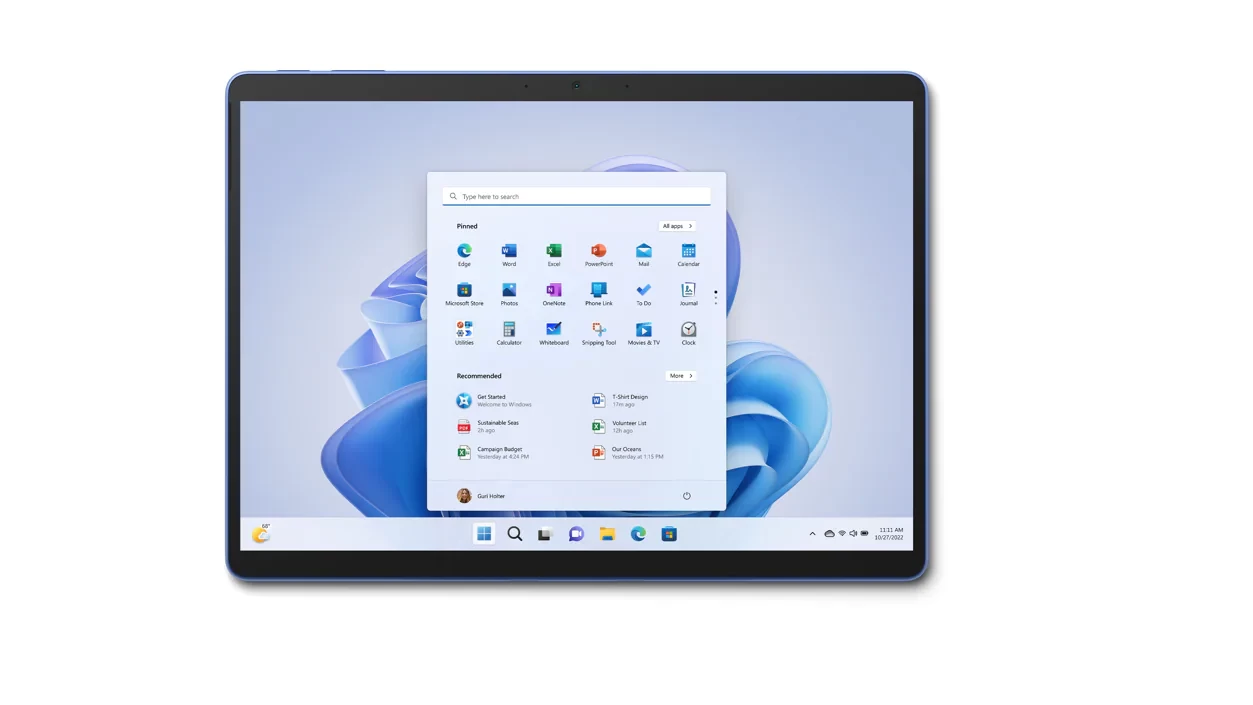 Type here to search
Pinned
All apps
Edge
Word
Excel
PowerPoint
Mail
Calendar
Microsoft Store
Photos
OneNote
Phone Link
To Do
Journal
Utilities
Calculator
Whiteboard
Snipping Tool
Movies & TV
Clock
Recommended
More
Get Started
Welcome to Windows
T-Shirt Design
17m ago
Sustainable Seas
2h ago
Volunteer List
12h ago
Campaign Budget
Yesterday at 4:24 PM
Our Oceans
Yesterday at 1:15 PM
Guri Holter
68°
11:11 AM
10/27/2022